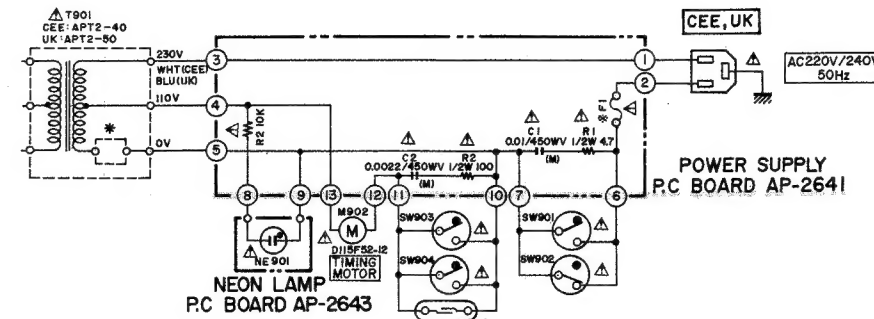 ⚠ T901
CEE: APT2-40
UK: APT2-50
230V
WHT(CEE)
BLU(UK)
110V
0V
*
3
4
5
⚠
R2 10K
CEE, UK
1
2
⚠
AC220V/240V
50Hz
※F1
⚠
⚠
C2
0.0022/450WV
(M)
⚠
R2
1/2W 100
⚠
C1
0.01/450WV
(M)
⚠
R1
1/2W 4.7
POWER SUPPLY
P.C BOARD AP-2641
8
9
13
12
11
10
7
6
M902
M
⚠
D115F52-12
TIMING
MOTOR
⚠
NE901
NEON LAMP
P.C BOARD AP-2643
SW903
⚠
SW904
⚠
SW901
⚠
SW902
⚠